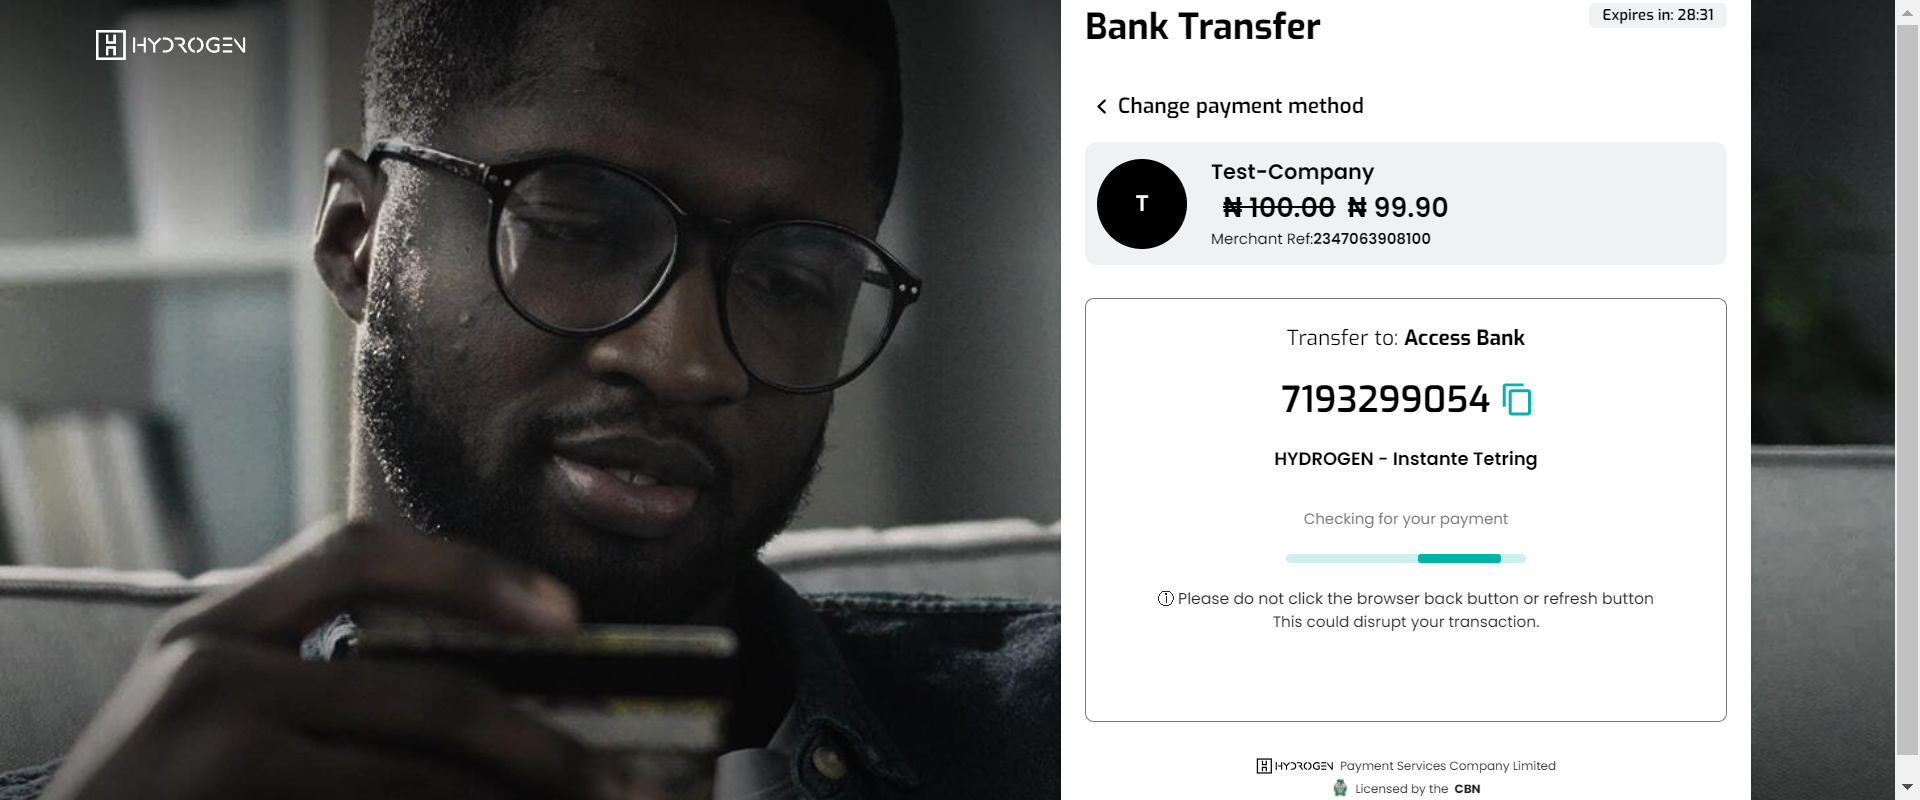 HYDROGEN
Bank Transfer
Expires in: 28:31
Change payment method
T
Test-Company
₦ 100.00 ₦ 99.90
Merchant Ref:2347063908100
Transfer to: Access Bank
7193299054
HYDROGEN - Instante Tetring
Checking for your payment
Please do not click the browser back button or refresh button
This could disrupt your transaction.
HYDROGEN Payment Services Company Limited
Licensed by the CBN